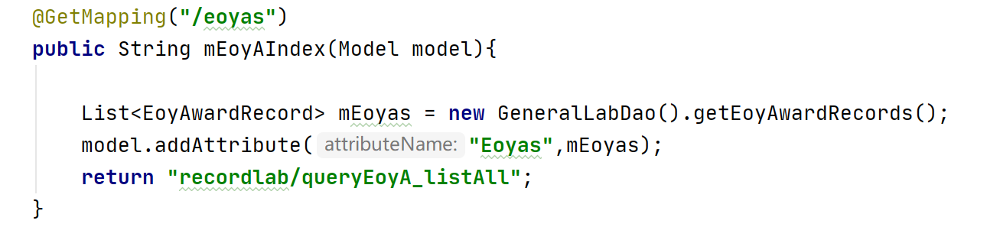 @GetMapping("/eoyas")
public String mEoyAIndex(Model model){
List<EoyAwardRecord> mEoyas = new GeneralLabDao().getEoyAwardRecords();
model.addAttribute( attributeName: "Eoyas",mEoyas);
return "recordlab/queryEoyA_listAll";
}